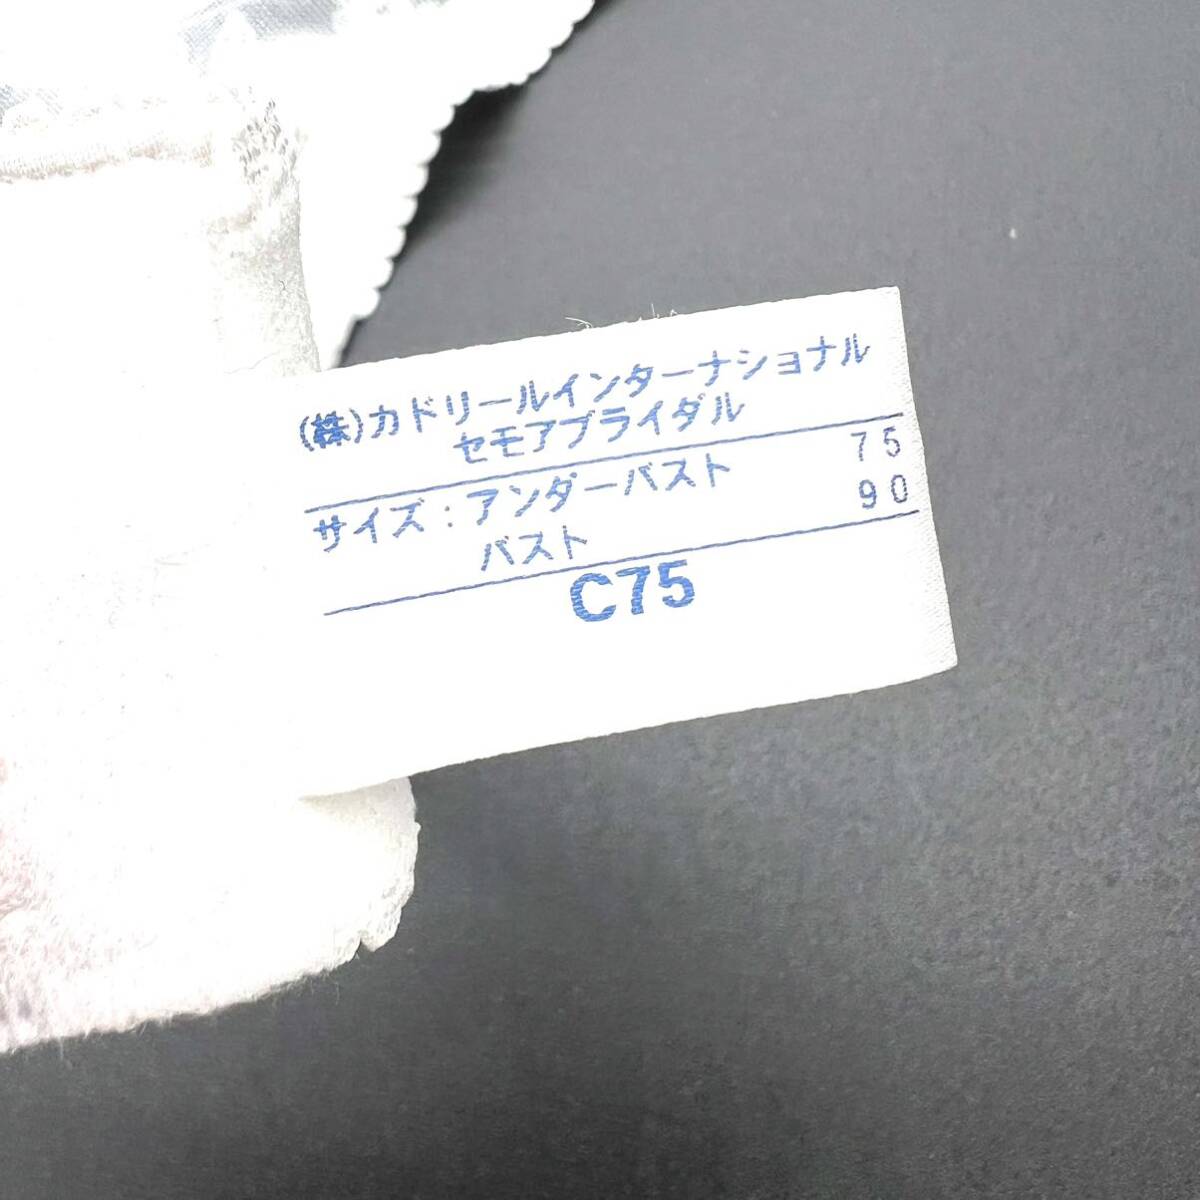 (株)カドリールインターナショナル
セモアブライダル
サイズ：アンダーバスト 75
バスト 90
C75